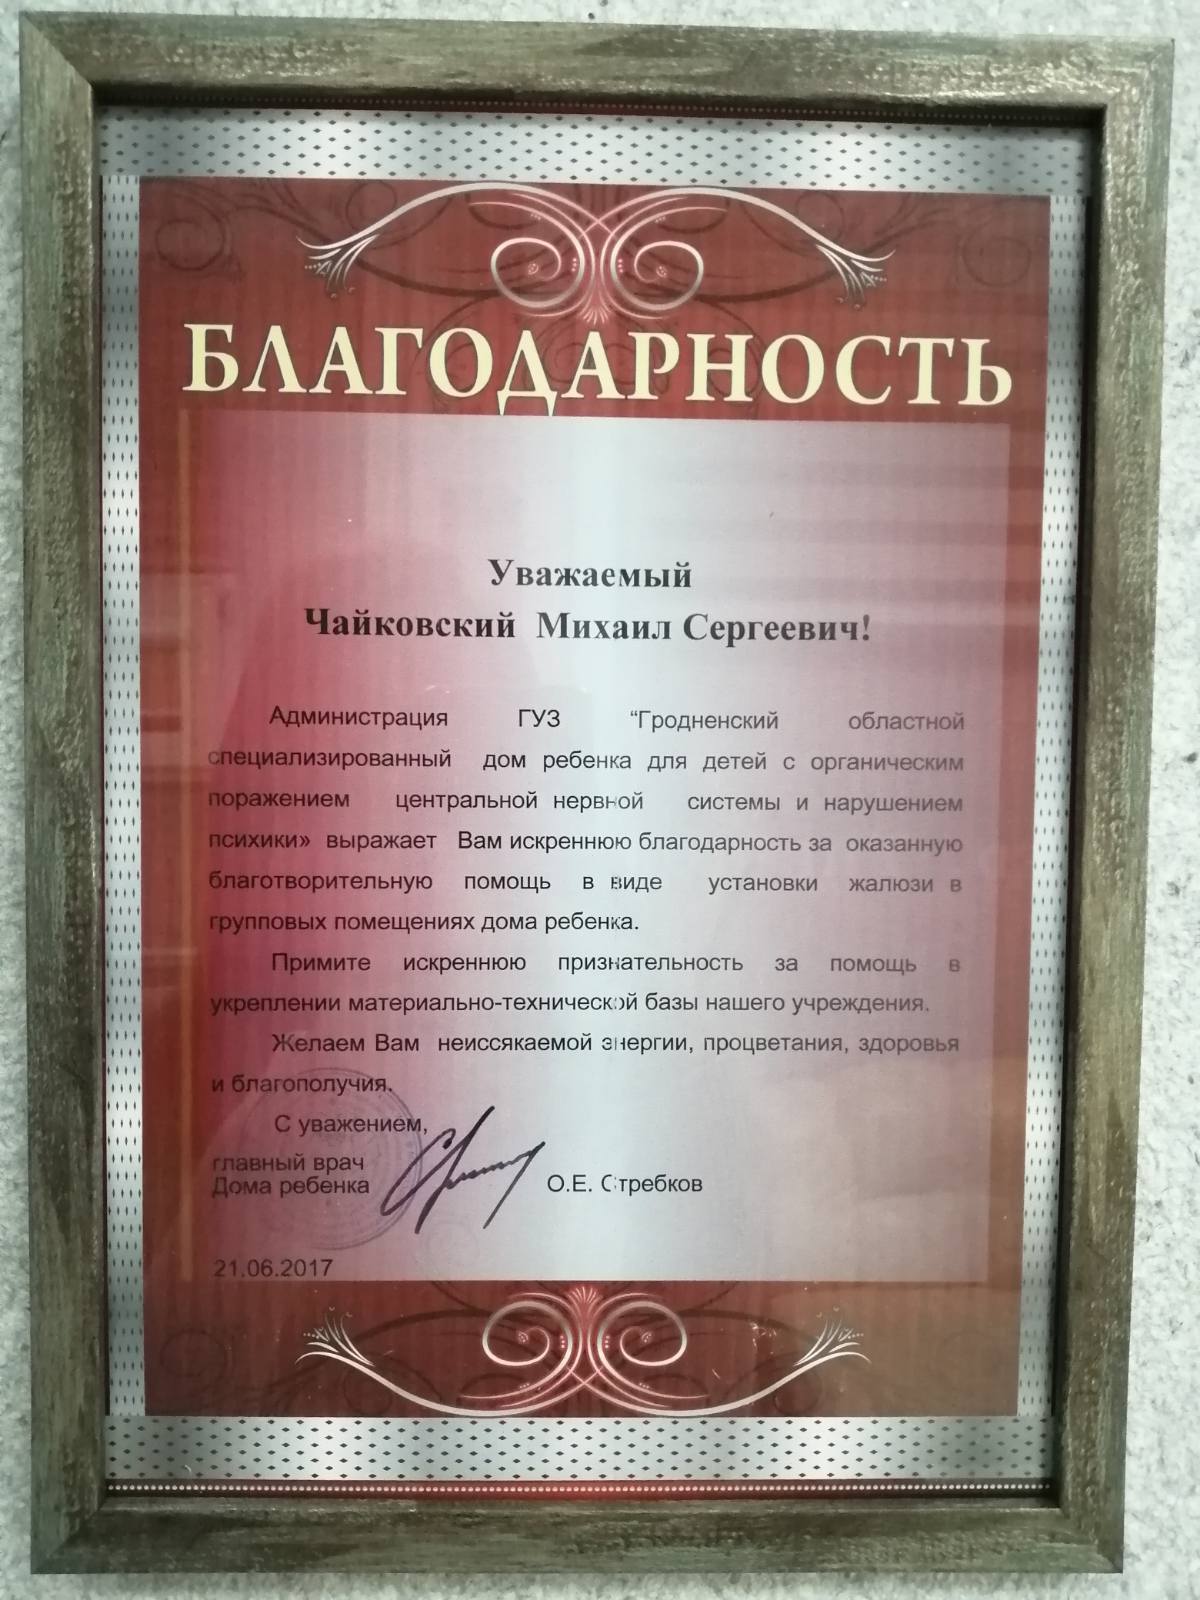 БЛАГОДАРНОСТЬ
Уважаемый
Чайковский Михаил Сергеевич!
Администрация ГУЗ “Гродненский областной
специализированный дом ребенка для детей с органическим
поражением центральной нервной системы и нарушением
психики» выражает Вам искреннюю благодарность за оказанную
благотворительную помощь в виде установки жалюзи в
групповых помещениях дома ребенка.
Примите искреннюю признательность за помощь в
укреплении материально-технической базы нашего учреждения.
Желаем Вам неиссякаемой энергии, процветания, здоровья
и благополучия.
С уважением,
главный врач
Дома ребенка О.Е. Стребков
21.06.2017